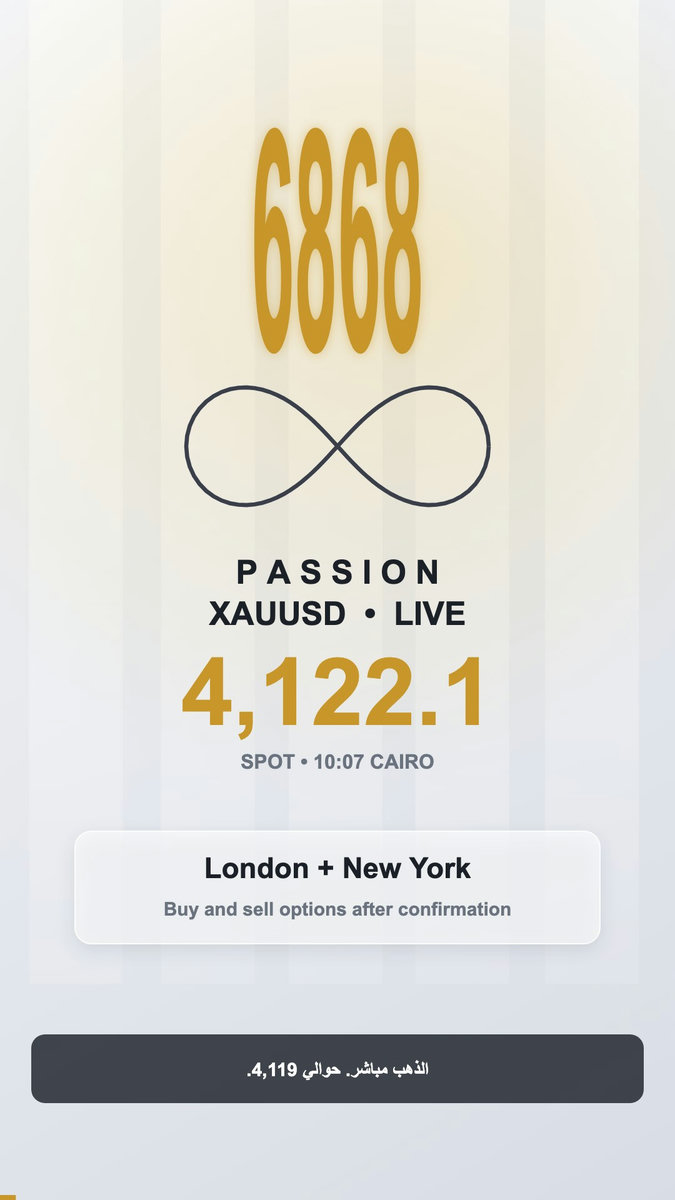 6868
PASSION
XAUUSD • LIVE
4,122.1
SPOT • 10:07 CAIRO
London + New York
Buy and sell options after confirmation
الذهب مباشر. حوالي 4,119.